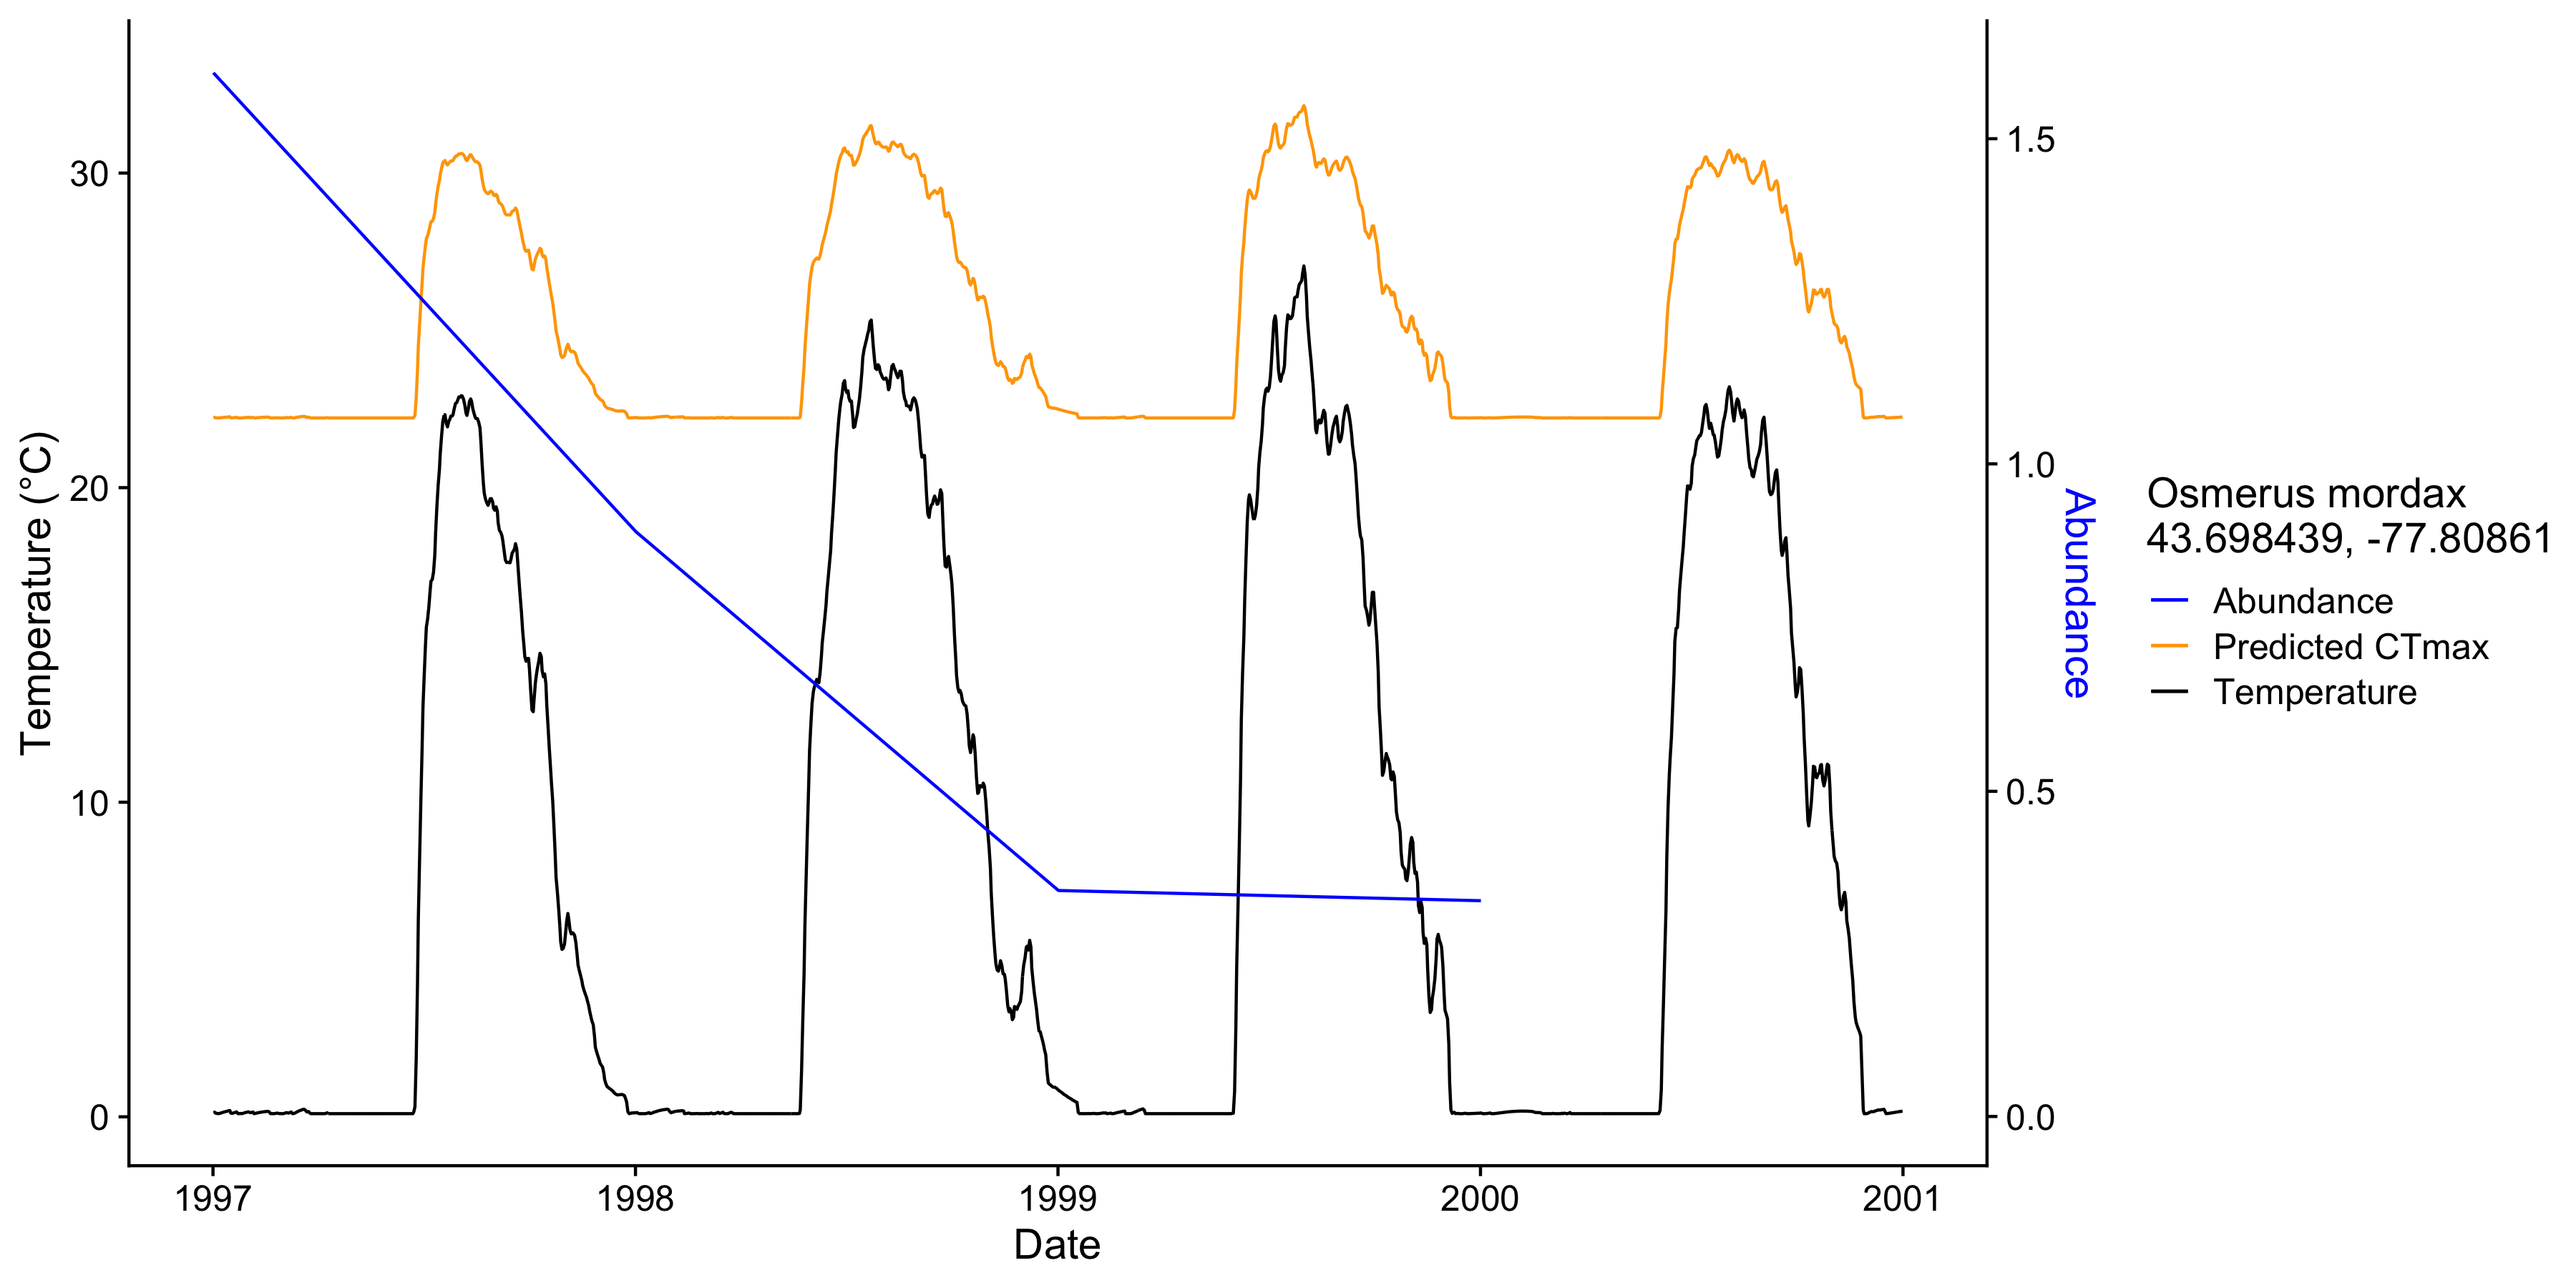 Temperature (°C)
30
20
10
0
1997
1998
1999
2000
2001
Date
1.5
1.0
0.5
0.0
Abundance
Osmerus mordax
43.698439, -77.80861
Abundance
Predicted CTmax
Temperature